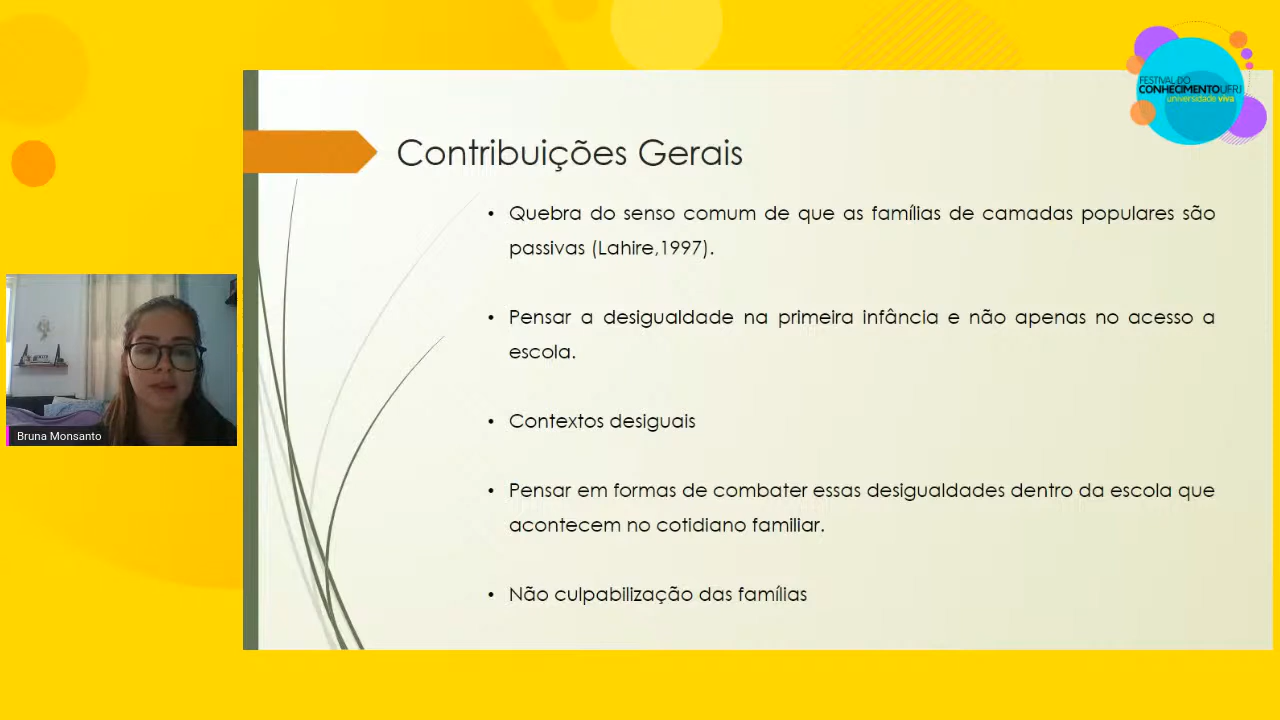 FESTIVAL DO
CONHECIMENTO UFRJ
universidade viva
Contribuições Gerais
• Quebra do senso comum de que as famílias de camadas populares são
passivas (Lahire,1997).
• Pensar a desigualdade na primeira infância e não apenas no acesso a
escola.
• Contextos desiguais
• Pensar em formas de combater essas desigualdades dentro da escola que
acontecem no cotidiano familiar.
• Não culpabilização das famílias
Bruna Monsanto